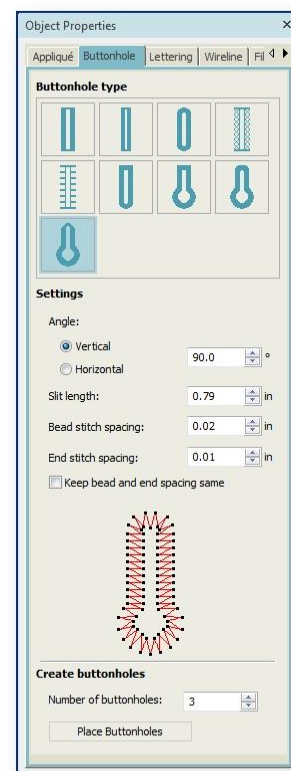 Object Properties
Appliqué Buttonhole Lettering Wireline Fil
Buttonhole type
Settings
Angle:
Vertical
90.0 °
Horizontal
Slit length: 0.79 in
Bead stitch spacing: 0.02 in
End stitch spacing: 0.01 in
Keep bead and end spacing same
Create buttonholes
Number of buttonholes: 3
Place Buttonholes